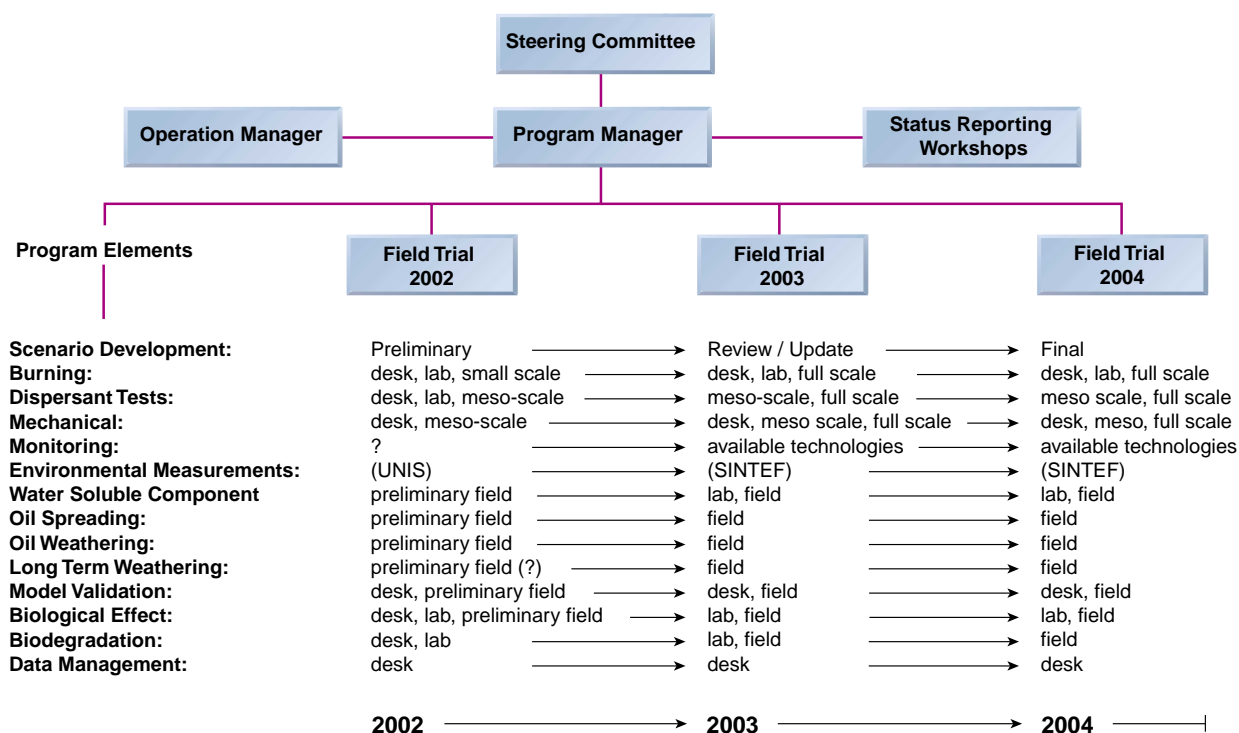 Steering Committee
Operation Manager
Program Manager
Status Reporting
Workshops
Program Elements
Field Trial
2002
Field Trial
2003
Field Trial
2004
Scenario Development: Preliminary Review / Update Final
Burning: desk, lab, small scale desk, lab, full scale desk, lab, full scale
Dispersant Tests: desk, lab, meso-scale meso-scale, full scale meso scale, full scale
Mechanical: desk, meso-scale desk, meso scale, full scale desk, meso, full scale
Monitoring: ? available technologies available technologies
Environmental Measurements: (UNIS) (SINTEF) (SINTEF)
Water Soluble Component preliminary field lab, field lab, field
Oil Spreading: preliminary field field field
Oil Weathering: preliminary field field field
Long Term Weathering: preliminary field (?) field field
Model Validation: desk, preliminary field desk, field desk, field
Biological Effect: desk, lab, preliminary field lab, field lab, field
Biodegradation: desk, lab lab, field field
Data Management: desk desk desk
2002 2003 2004